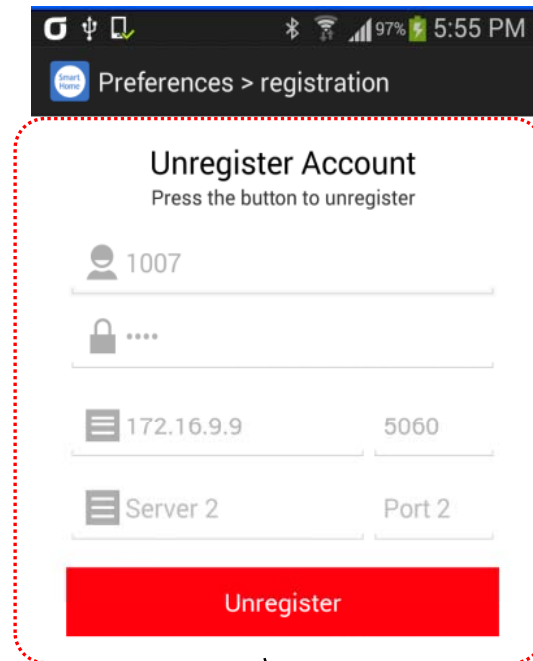 97% 5:55 PM
Smart Home Preferences > registration
Unregister Account
Press the button to unregister
1007
••••
172.16.9.9 5060
Server 2 Port 2
Unregister